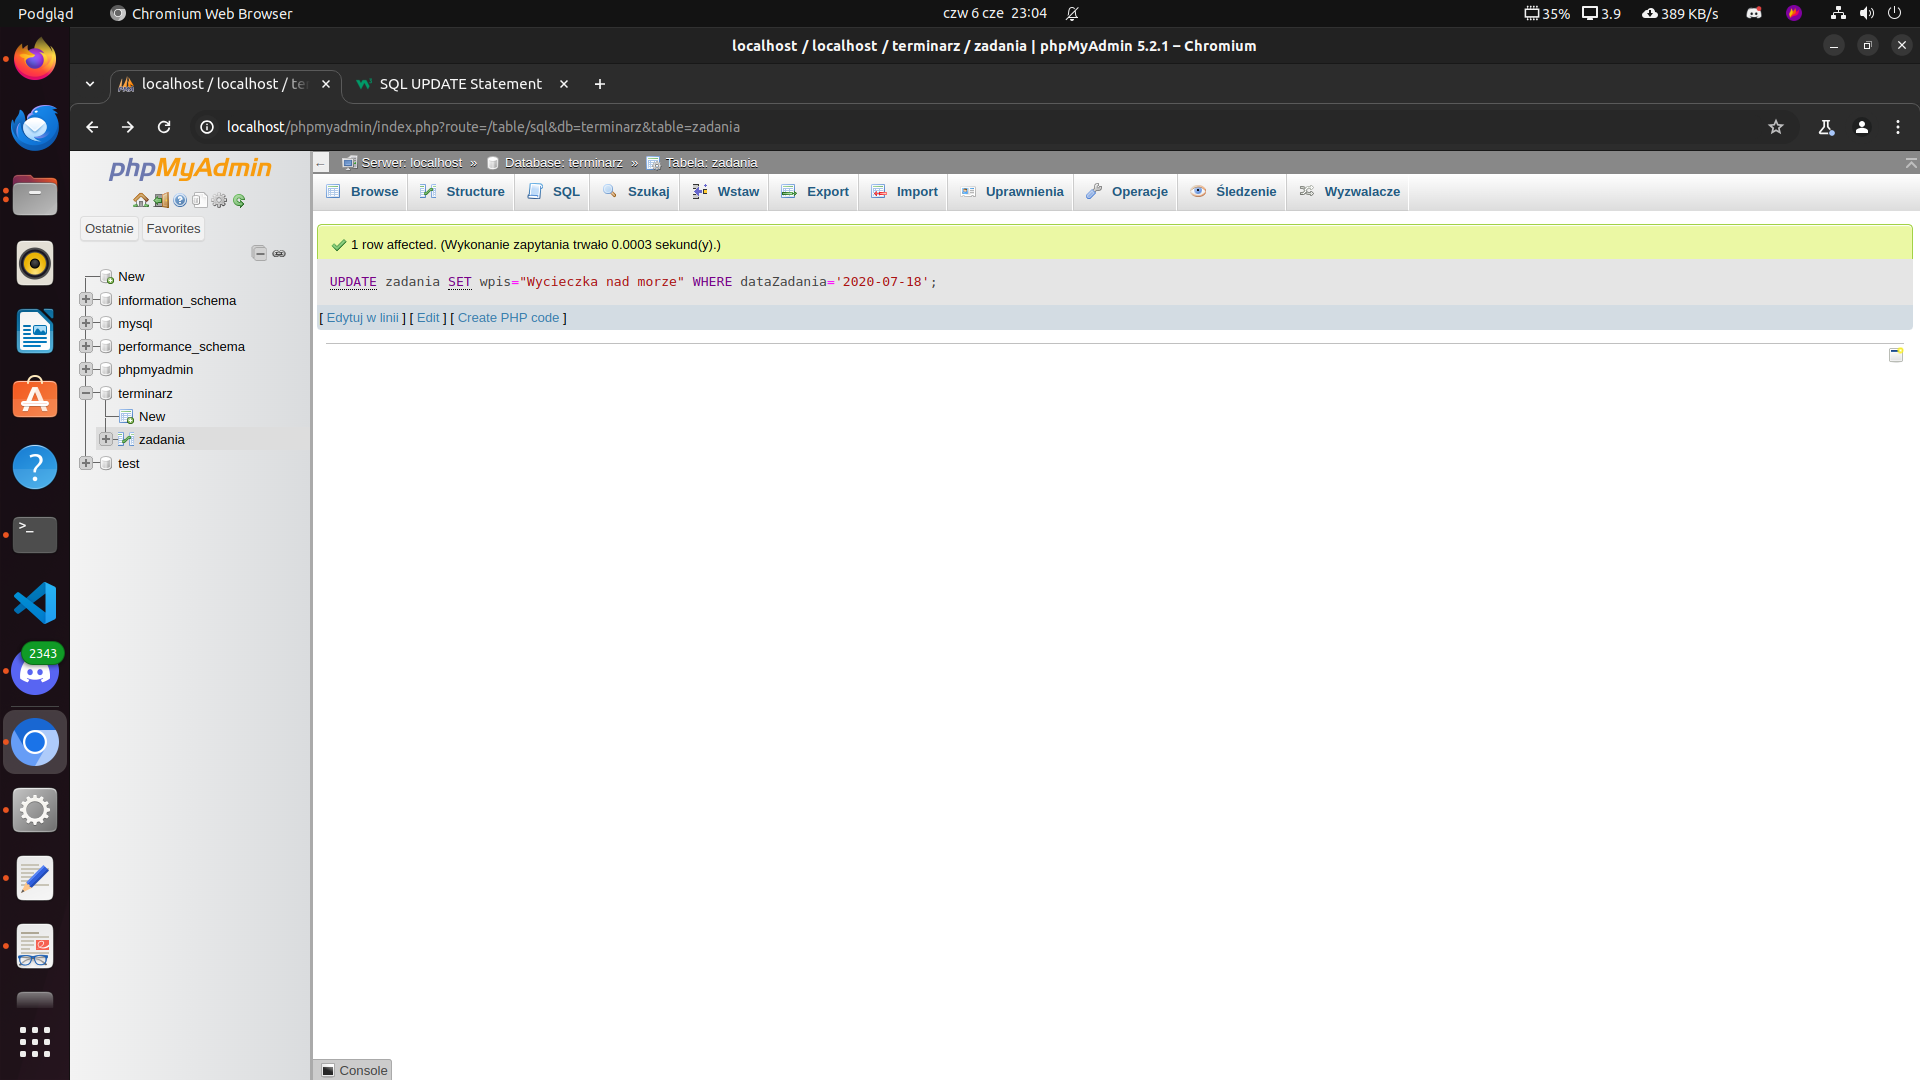 Podgląd
Chromium Web Browser
czw 6 cze 23:04
35%
3.9
389 KB/s
localhost / localhost / terminarz / zadania | phpMyAdmin 5.2.1 – Chromium
localhost / localhost / ter
SQL UPDATE Statement
localhost/phpmyadmin/index.php?route=/table/sql&db=terminarz&table=zadania
phpMyAdmin
Ostatnie
Favorites
New
information_schema
mysql
performance_schema
phpmyadmin
terminarz
New
zadania
test
Serwer: localhost » Database: terminarz » Tabela: zadania
Browse
Structure
SQL
Szukaj
Wstaw
Export
Import
Uprawnienia
Operacje
Śledzenie
Wyzwalacze
1 row affected. (Wykonanie zapytania trwało 0.0003 sekund(y).)
UPDATE zadania SET wpis="Wycieczka nad morze" WHERE dataZadania='2020-07-18';
[ Edytuj w linii ] [ Edit ] [ Create PHP code ]
2343
Console